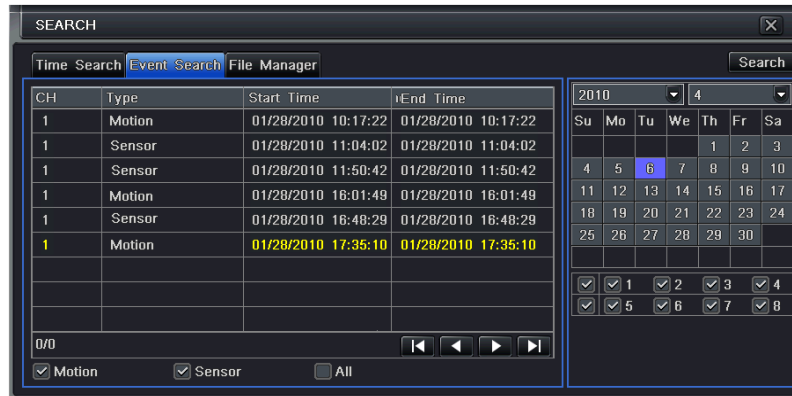 SEARCH
Time Search Event Search File Manager Search
CH Type Start Time End Time
1 Motion 01/28/2010 10:17:22 01/28/2010 10:17:22
1 Sensor 01/28/2010 11:04:02 01/28/2010 11:04:02
1 Sensor 01/28/2010 11:50:42 01/28/2010 11:50:42
1 Motion 01/28/2010 16:01:49 01/28/2010 16:01:49
1 Sensor 01/28/2010 16:48:29 01/28/2010 16:48:29
1 Motion 01/28/2010 17:35:10 01/28/2010 17:35:10
0/0
Motion Sensor All
2010 4
Su Mo Tu We Th Fr Sa
1 2 3
4 5 6 7 8 9 10
11 12 13 14 15 16 17
18 19 20 21 22 23 24
25 26 27 28 29 30
1 2 3 4
5 6 7 8